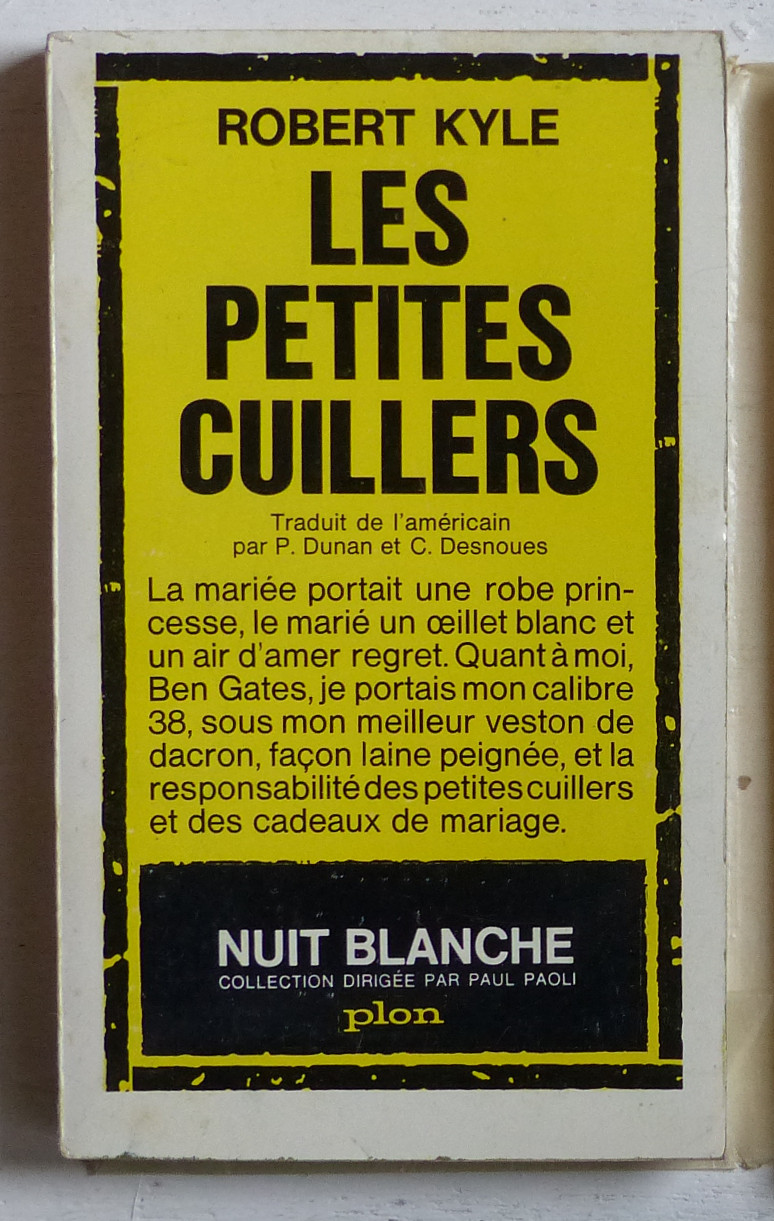 ROBERT KYLE
LES
PETITES
CUILLERS
Traduit de l'américain
par P. Dunan et C. Desnoues
La mariée portait une robe prin-
cesse, le marié un œillet blanc et
un air d'amer regret. Quant à moi,
Ben Gates, je portais mon calibre
38, sous mon meilleur veston de
dacron, façon laine peignée, et la
responsabilité des petites cuillers
et des cadeaux de mariage.
NUIT BLANCHE
COLLECTION DIRIGÉE PAR PAUL PAOLI
plon